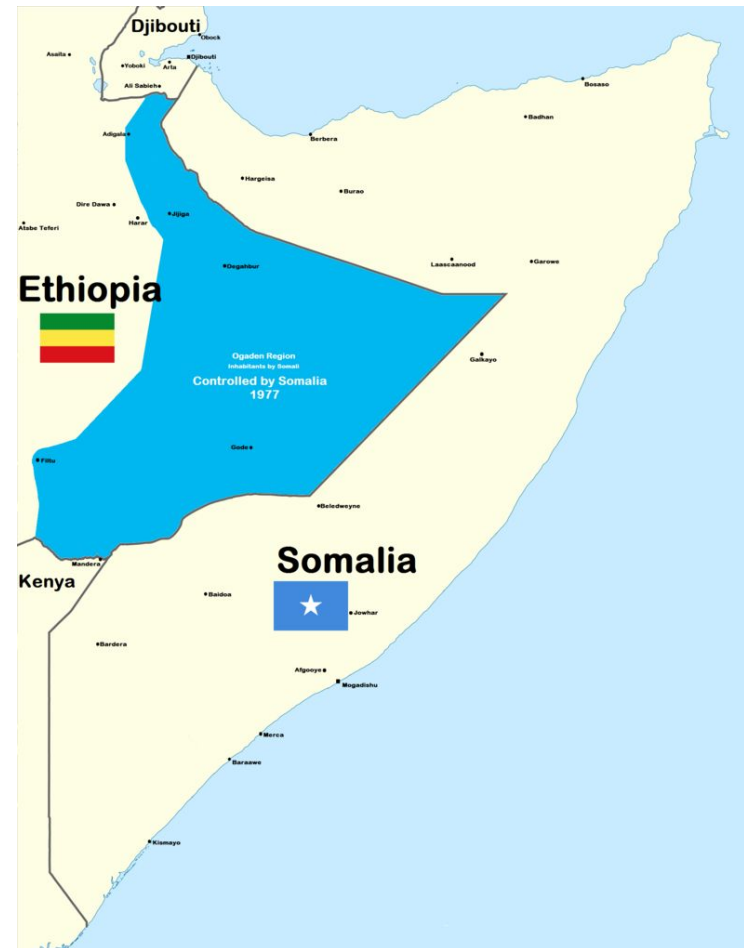 Djibouti
Obock
Asaita
Djibouti
Yoboki
Arta
Ali Sabieh
Bosaso
Badhan
Adigala
Berbera
Hargeisa
Burao
Dire Dawa
Jijiga
Harar
Atsbe Teferi
Degahbur
Laascaanood
Garowe
Ethiopia
Galkayo
Ogaden Region
Inhabitants by Somali
Controlled by Somalia
1977
Gode
Filtu
Beledweyne
Somalia
Mandera
Kenya
Baidoa
Jowhar
Bardera
Afgooye
Mogadishu
Merca
Baraawe
Kismayo